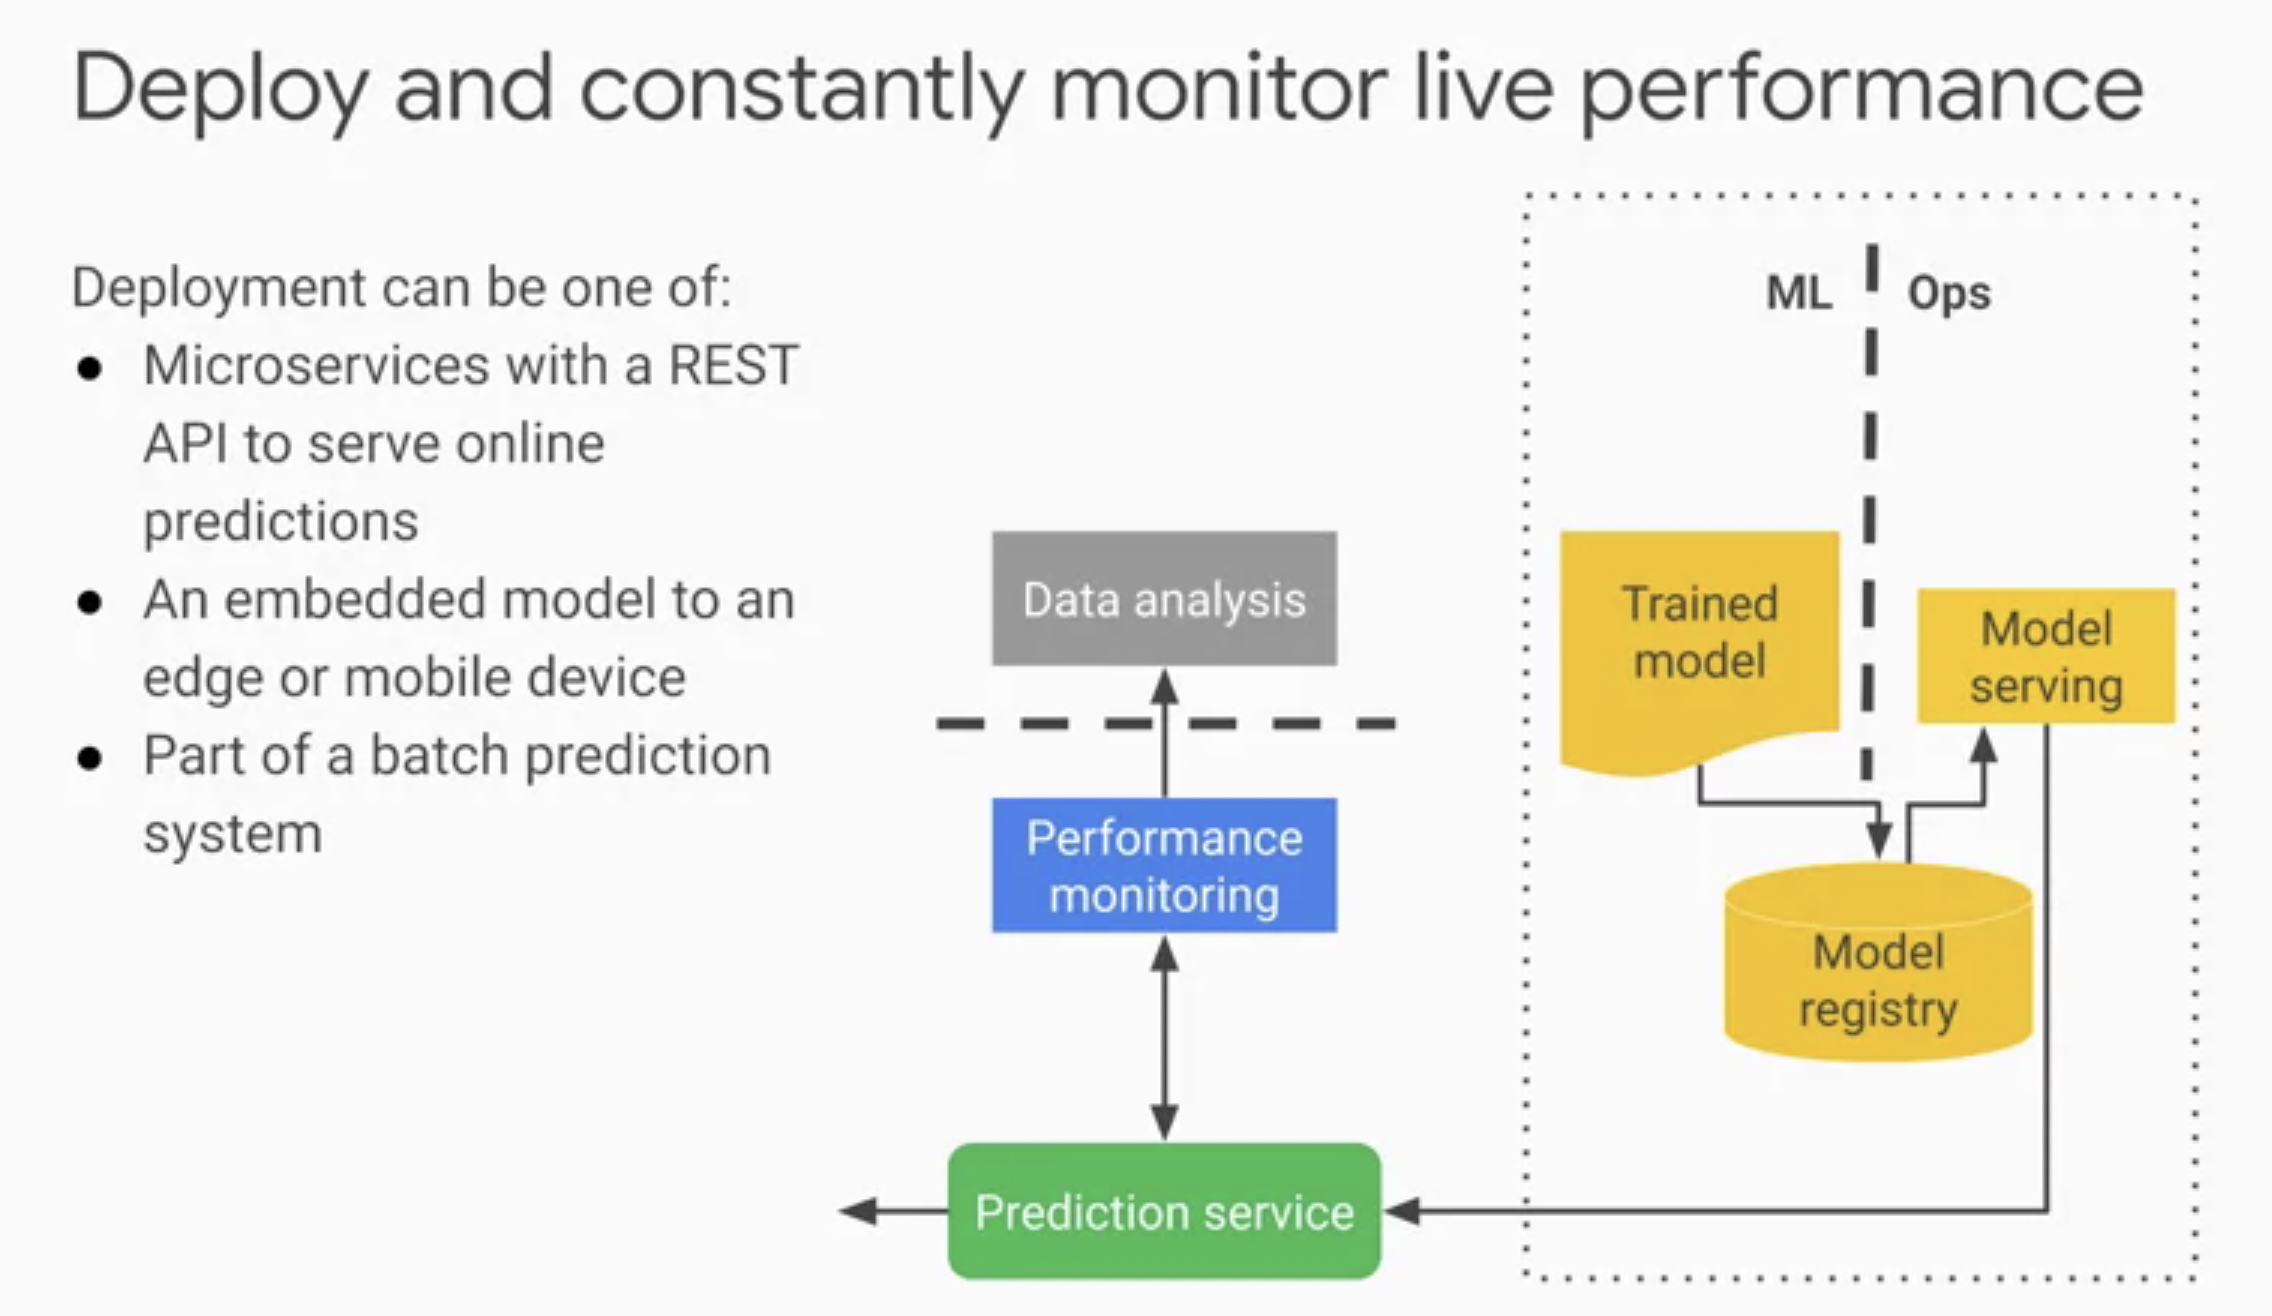 Deploy and constantly monitor live performance
Deployment can be one of:
● Microservices with a REST
API to serve online
predictions
● An embedded model to an
edge or mobile device
● Part of a batch prediction
system
Data analysis
Performance
monitoring
Prediction service
ML
Ops
Trained
model
Model
serving
Model
registry